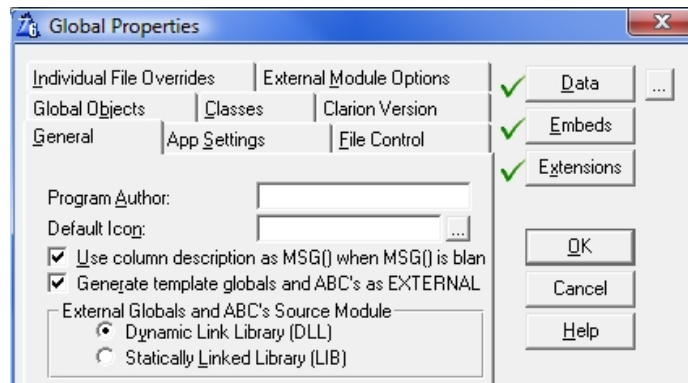 Global Properties
x
Individual File Overrides External Module Options
Global Objects Classes Clarion Version
General App Settings File Control
Data ...
Embeds
Extensions
Program Author:
Default Icon: ...
Use column description as MSG() when MSG() is blan
Generate template globals and ABC's as EXTERNAL
External Globals and ABC's Source Module
Dynamic Link Library (DLL)
Statically Linked Library (LIB)
OK
Cancel
Help